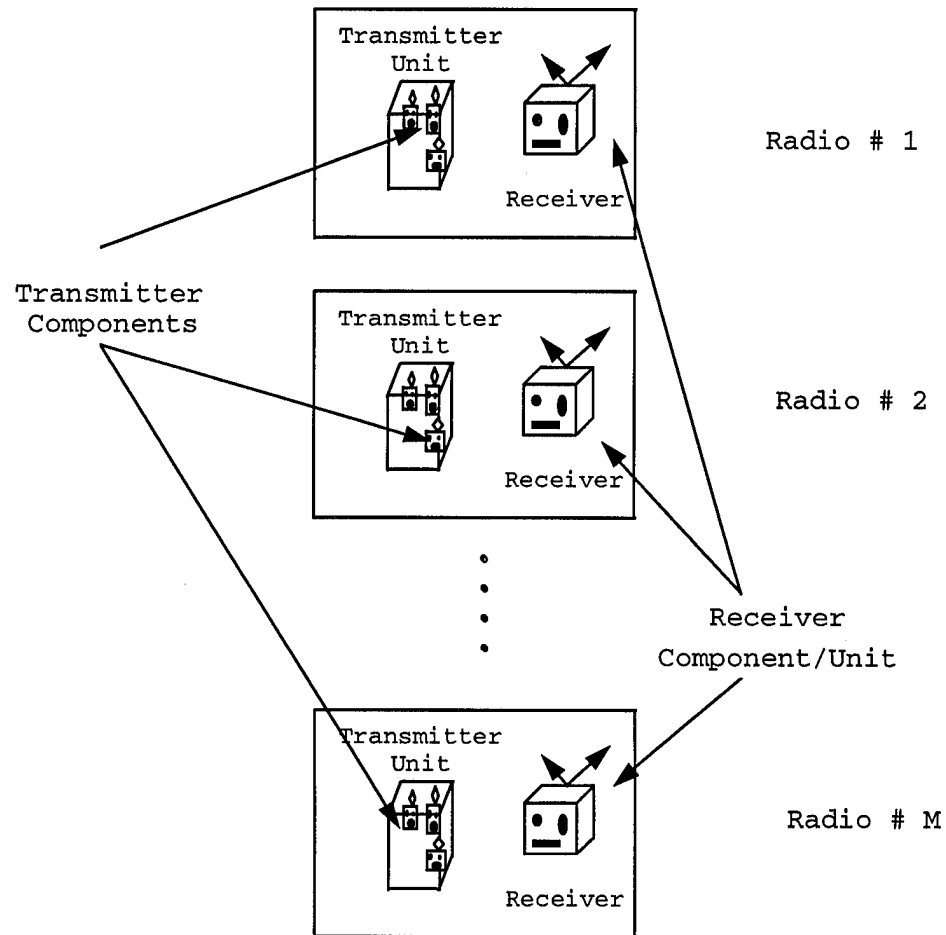 Transmitter
Unit
Receiver
Radio # 1
Transmitter
Components
Transmitter
Unit
Receiver
Radio # 2
Receiver
Component/Unit
Transmitter
Unit
Receiver
Radio # M